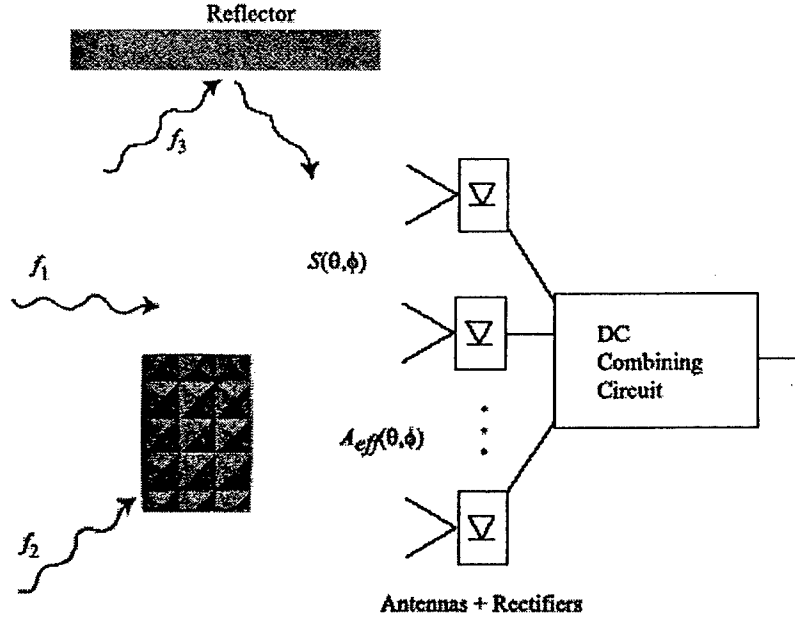 Reflector
f3
f1
S(θ,ϕ)
DC
Combining
Circuit
Aeff(θ,ϕ)
f2
Antennas + Rectifiers